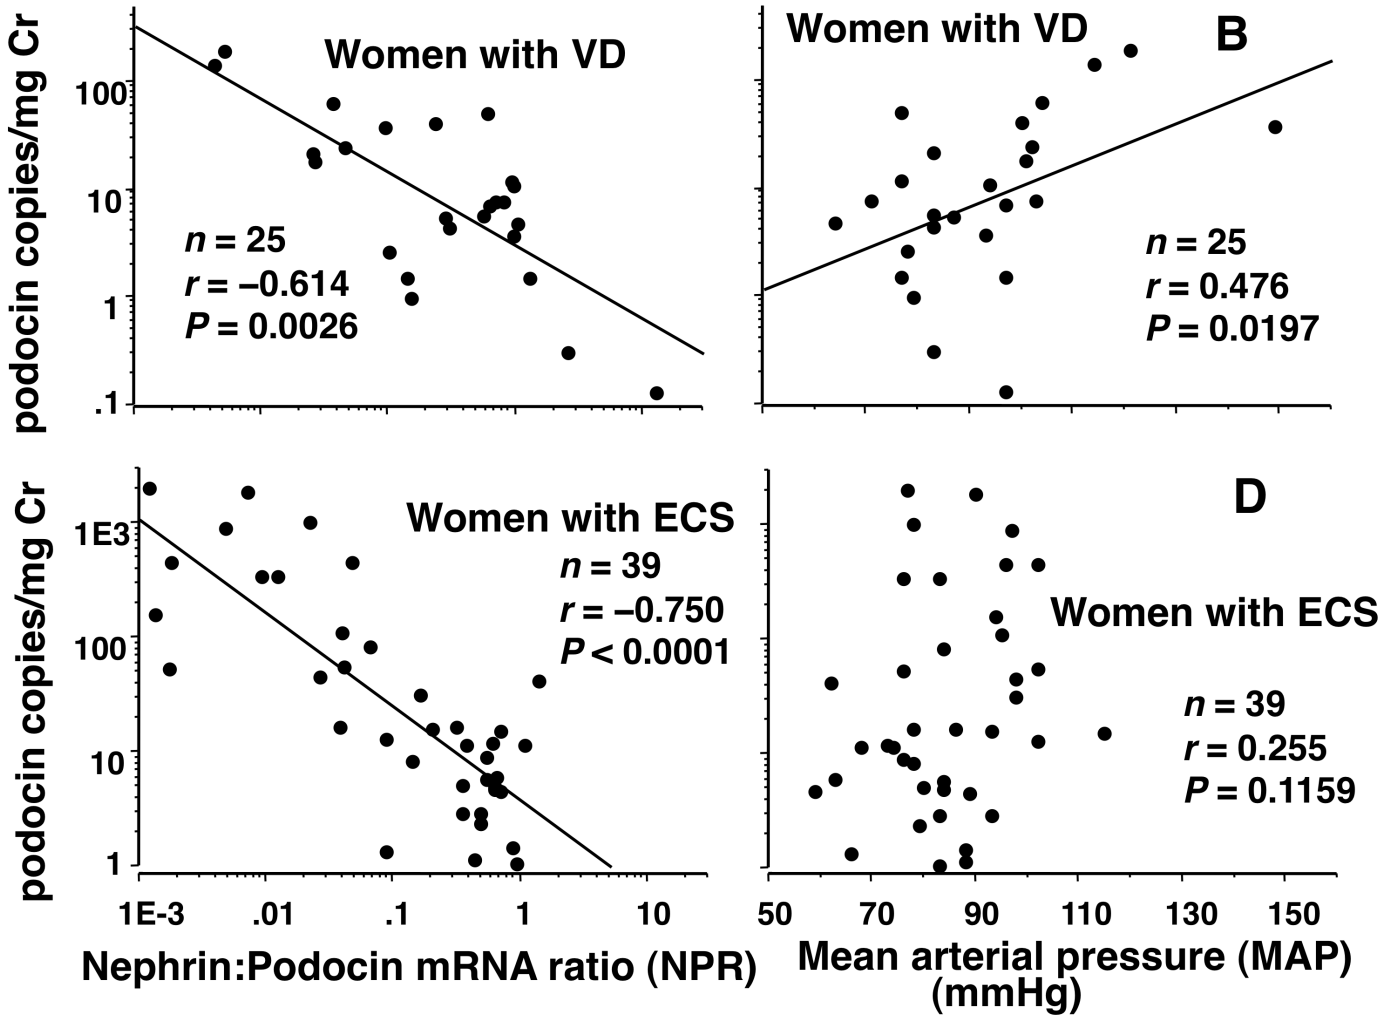 podocin copies/mg Cr
100
10
1
.1
Women with VD
n = 25
r = −0.614
P = 0.0026
Women with VD
B
n = 25
r = 0.476
P = 0.0197
podocin copies/mg Cr
1E3
100
10
1
Women with ECS
n = 39
r = −0.750
P < 0.0001
1E-3 .01 .1 1 10
Nephrin:Podocin mRNA ratio (NPR)
D
Women with ECS
n = 39
r = 0.255
P = 0.1159
50 70 90 110 130 150
Mean arterial pressure (MAP)
(mmHg)